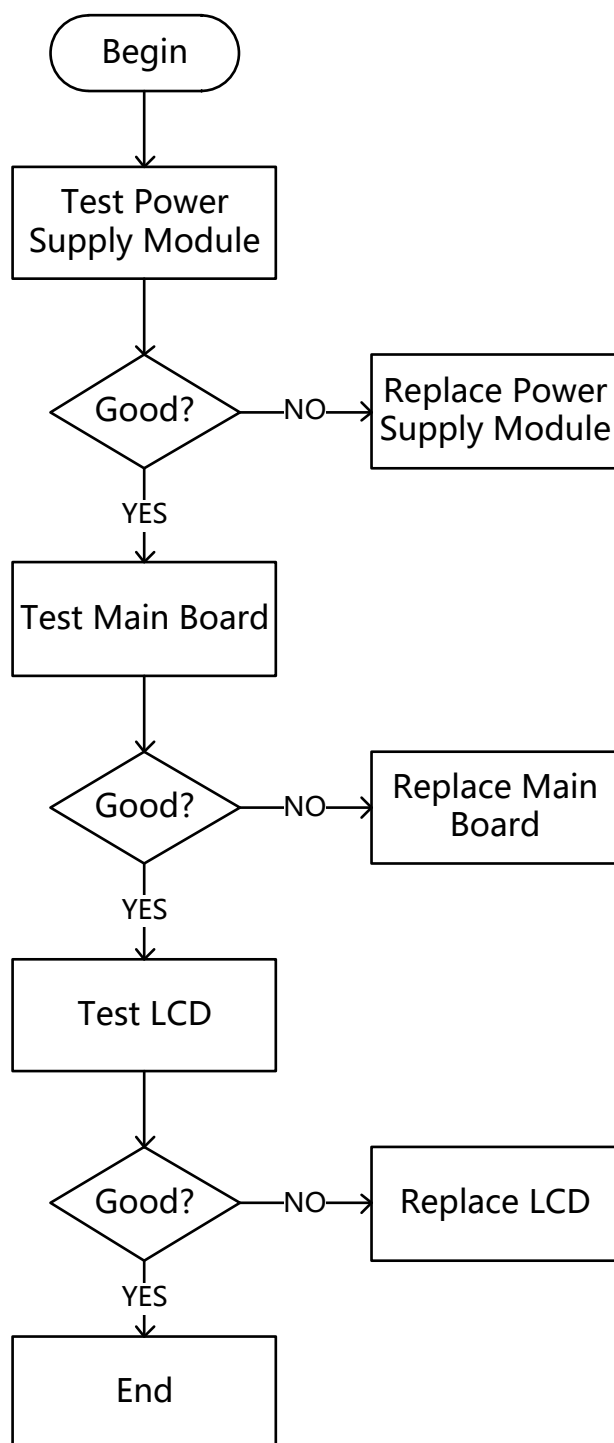 Begin
Test Power
Supply Module
Good?
NO
Replace Power
Supply Module
YES
Test Main Board
Good?
NO
Replace Main
Board
YES
Test LCD
Good?
NO
Replace LCD
YES
End